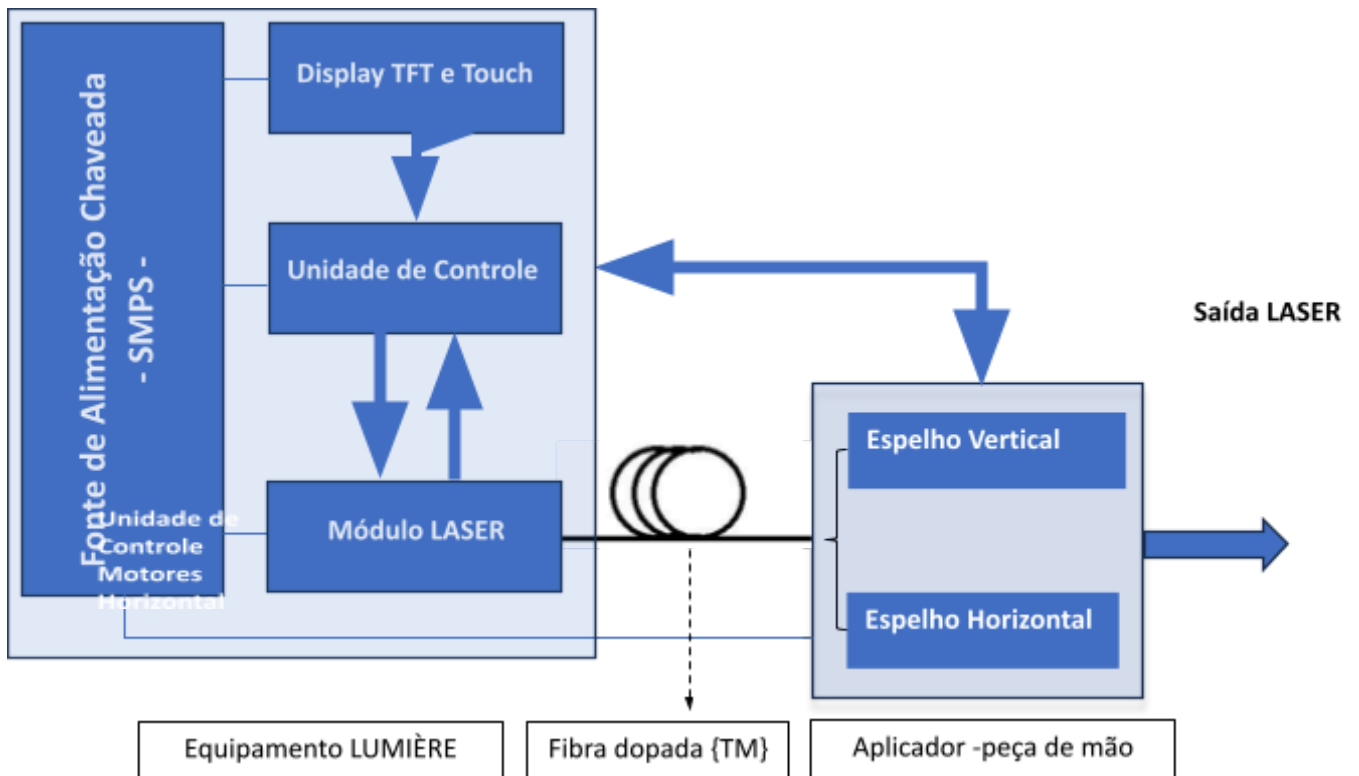 Fonte de Alimentação Chaveada
- SMPS -
Display TFT e Touch
Unidade de Controle
Módulo LASER
Unidade de
Controle
Motores
Horizontal
Saída LASER
Espelho Vertical
Espelho Horizontal
Equipamento LUMIÈRE
Fibra dopada {TM}
Aplicador -peça de mão